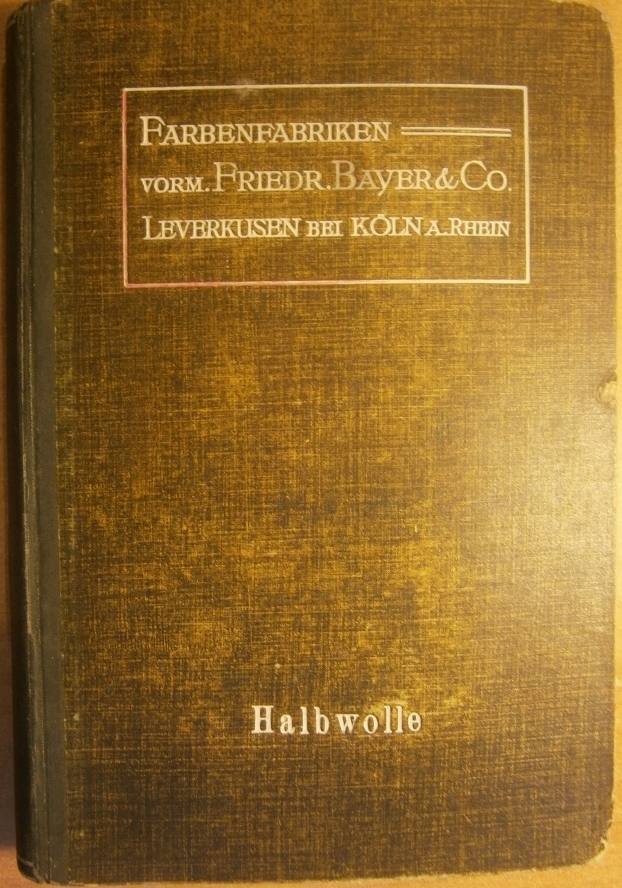 FARBENFABRIKEN
VORM. FRIEDR. BAYER & CO.
LEVERKUSEN BEI KÖLN A. RHEIN
Halbwolle